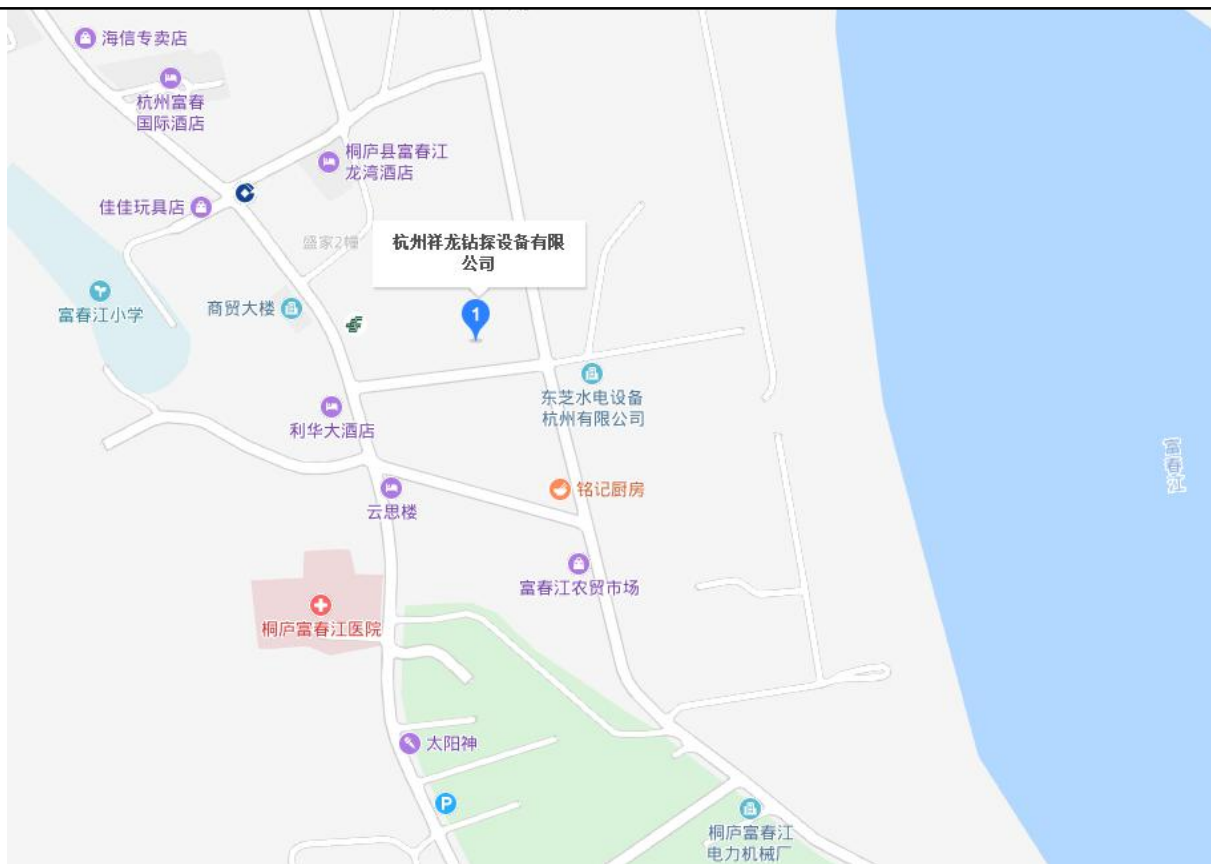 海信专卖店
杭州富春
国际酒店
桐庐县富春江
龙湾酒店
佳佳玩具店
盛家2幢
杭州祥龙钻探设备有限
公司
富春江小学
商贸大楼
1
东芝水电设备
杭州有限公司
利华大酒店
富春江
铭记厨房
云思楼
富春江农贸市场
桐庐富春江医院
太阳神
P
桐庐富春江
电力机械厂